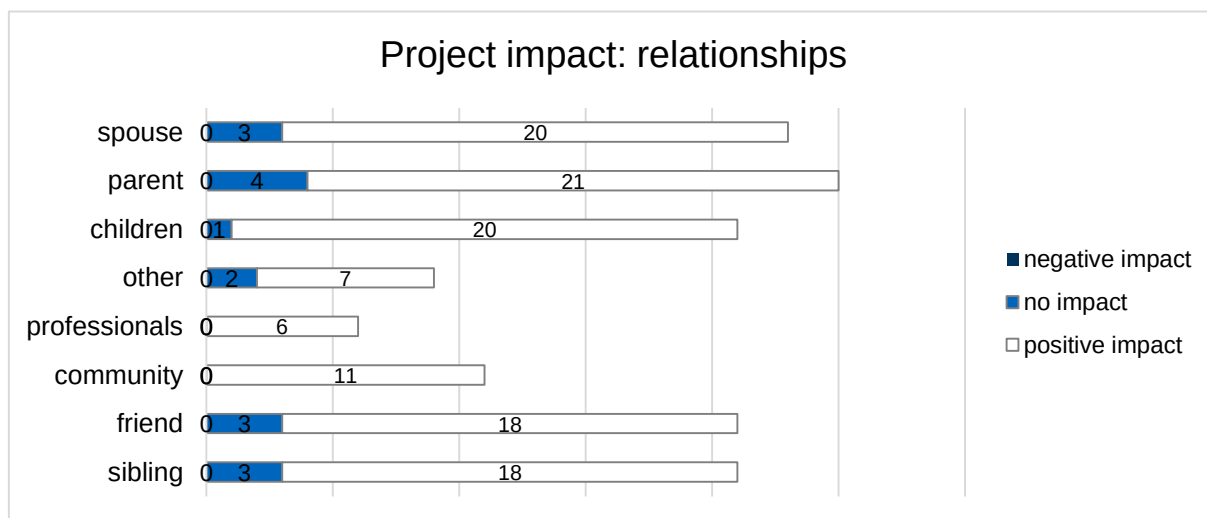 Project impact: relationships
spouse 0 3 20
parent 0 4 21
children 0 1 20
other 0 2 7
professionals 0 6
community 0 11
friend 0 3 18
sibling 0 3 18
negative impact
no impact
positive impact